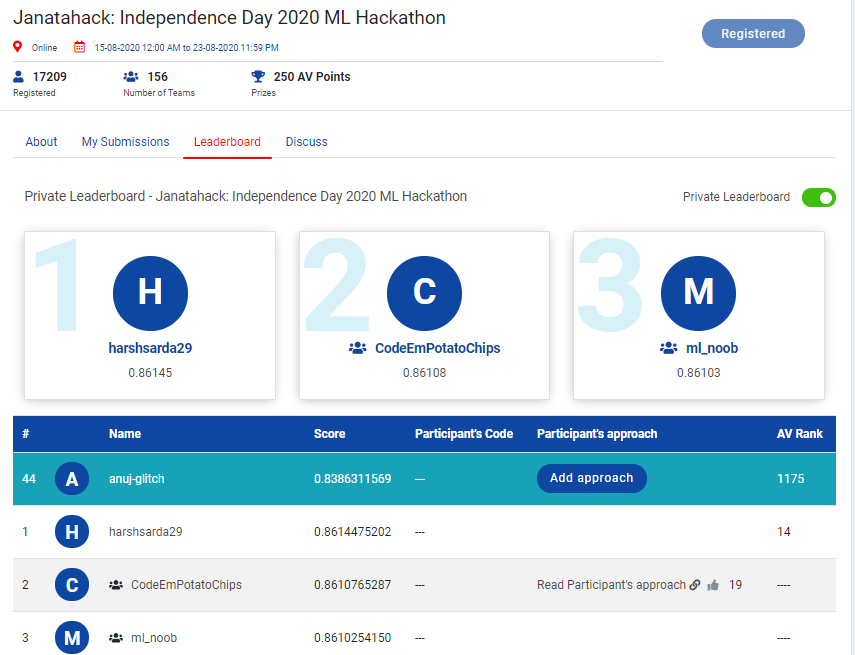 Janatahack: Independence Day 2020 ML Hackathon
Registered
Online 15-08-2020 12:00 AM to 23-08-2020 11:59 PM
17209 156 250 AV Points
Registered Number of Teams Prizes
About My Submissions Leaderboard Discuss
Private Leaderboard - Janatahack: Independence Day 2020 ML Hackathon Private Leaderboard
1 2 3
H C M
harshsarda29 CodeEmPotatoChips ml_noob
0.86145 0.86108 0.86103
# Name Score Participant's Code Participant's approach AV Rank
44 A anuj-glitch 0.8386311569 --- Add approach 1175
1 H harshsarda29 0.8614475202 --- 14
2 C CodeEmPotatoChips 0.8610765287 --- Read Participant's approach 19 ----
3 M ml_noob 0.8610254150 --- ----